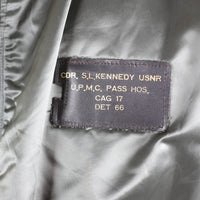 CDR. S.L. KENNEDY USNR
U.P.M.C. PASS HOS.
CAG 17
DET 66